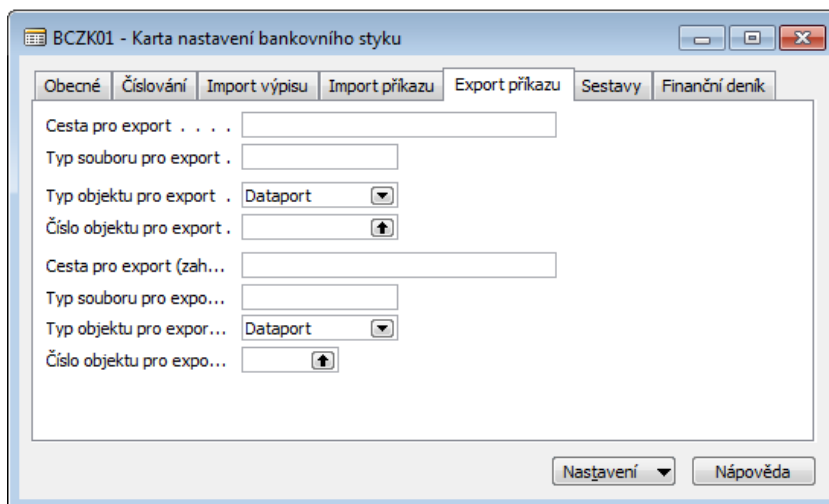 BCZK01 - Karta nastavení bankovního styku
Obecné Číslování Import výpisu Import příkazu Export příkazu Sestavy Finanční deník
Cesta pro export . . . .
Typ souboru pro export .
Typ objektu pro export . Dataport
Číslo objektu pro export .
Cesta pro export (zah...
Typ souboru pro expo...
Typ objektu pro expor... Dataport
Číslo objektu pro expo...
Nastavení Nápověda